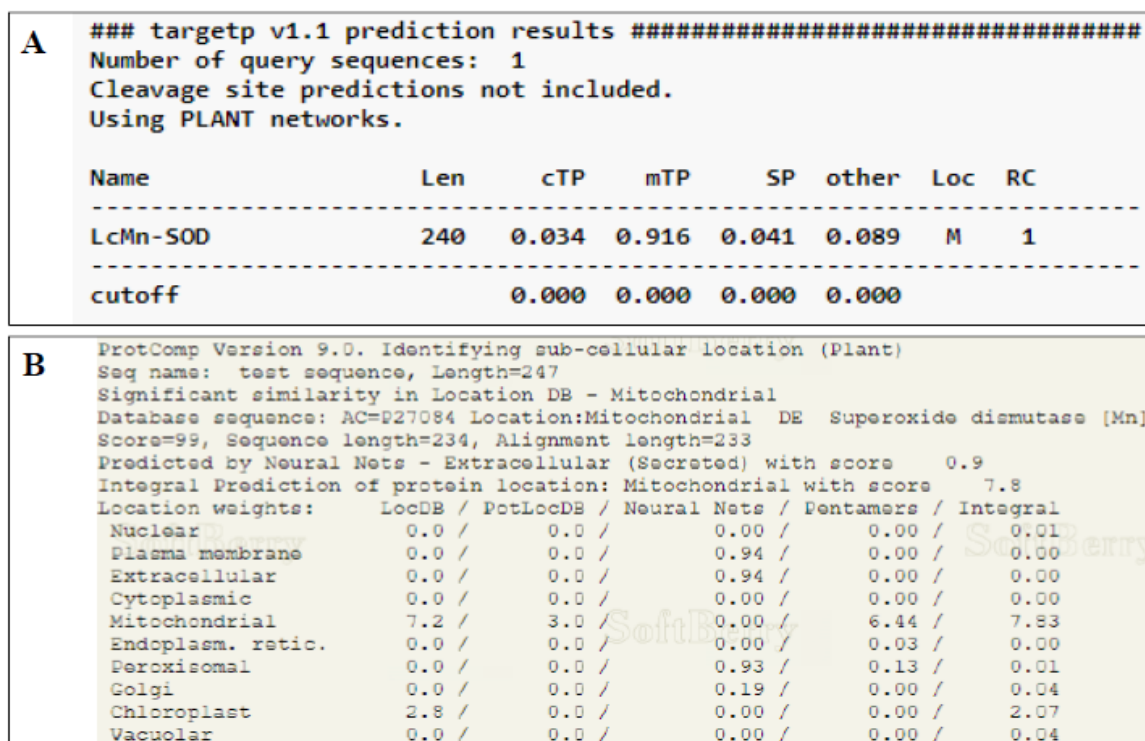 A
### targetp v1.1 prediction results ##################################
Number of query sequences: 1
Cleavage site predictions not included.
Using PLANT networks.
Name Len cTP mTP SP other Loc RC
----------------------------------------------------------------------
LcMn-SOD 240 0.034 0.916 0.041 0.089 M 1
----------------------------------------------------------------------
cutoff 0.000 0.000 0.000 0.000
B
ProtComp Version 9.0. Identifying sub-cellular location (Plant)
Seq name: test sequence, Length=247
Significant similarity in Location DB - Mitochondrial
Database sequence: AC=P27084 Location:Mitochondrial DE Superoxide dismutase [Mn]
Score=99, Sequence length=234, Alignment length=233
Predicted by Neural Nets - Extracellular (Secreted) with score 0.9
Integral Prediction of protein location: Mitochondrial with score 7.8
Location weights: LocDB / PotLocDB / Neural Nets / Pentamers / Integral
Nuclear 0.0 / 0.0 / 0.00 / 0.00 / 0.01
Plasma membrane 0.0 / 0.0 / 0.94 / 0.00 / 0.00
Extracellular 0.0 / 0.0 / 0.94 / 0.00 / 0.00
Cytoplasmic 0.0 / 0.0 / 0.00 / 0.00 / 0.00
Mitochondrial 7.2 / 3.0 / 0.00 / 6.44 / 7.83
Endoplasm. retic. 0.0 / 0.0 / 0.00 / 0.03 / 0.00
Peroxisomal 0.0 / 0.0 / 0.93 / 0.13 / 0.01
Golgi 0.0 / 0.0 / 0.19 / 0.00 / 0.04
Chloroplast 2.8 / 0.0 / 0.00 / 0.00 / 2.07
Vacuolar 0.0 / 0.0 / 0.00 / 0.00 / 0.04
SoftBerry
SoftBerry